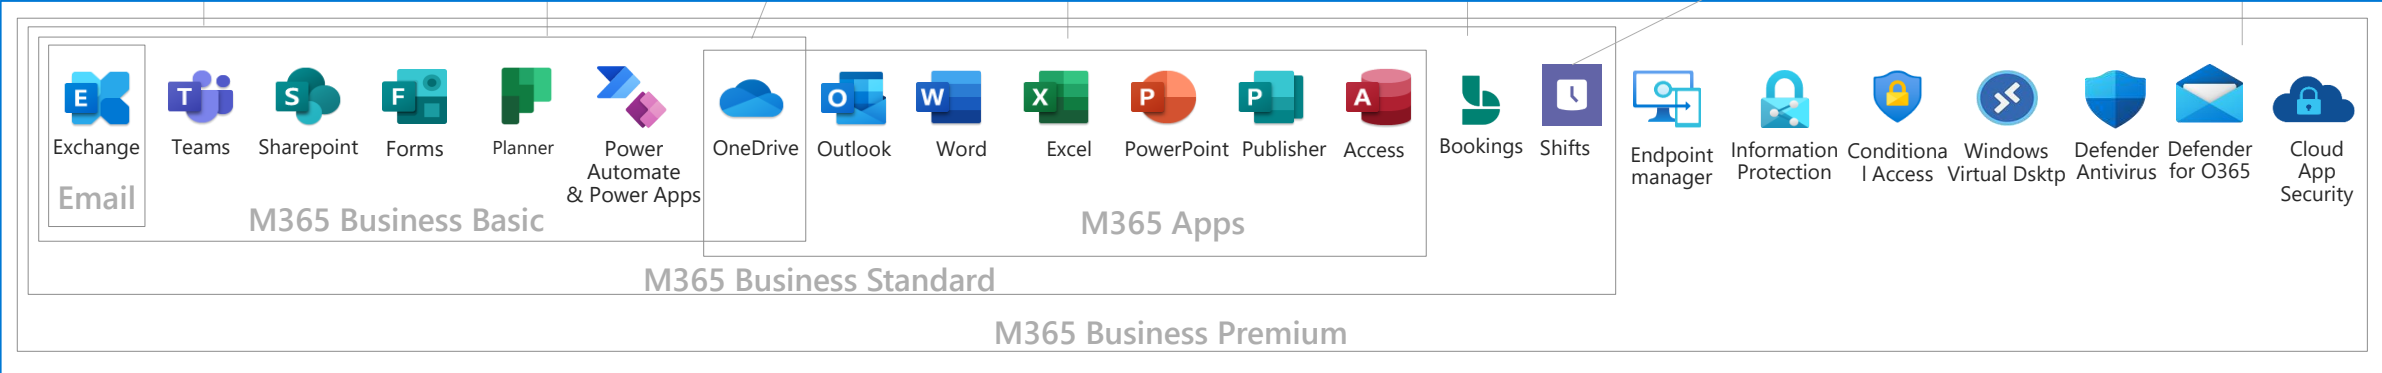 E
T
S
F
O
W
X
P
P
A
Exchange
Teams
Sharepoint
Forms
Planner
Power
Automate
& Power Apps
OneDrive
Outlook
Word
Excel
PowerPoint
Publisher
Access
Bookings
Shifts
Endpoint
manager
Information
Protection
Conditiona
l Access
Windows
Virtual Dsktp
Defender
Antivirus
Defender
for O365
Cloud
App
Security
Email
M365 Business Basic
M365 Apps
M365 Business Standard
M365 Business Premium